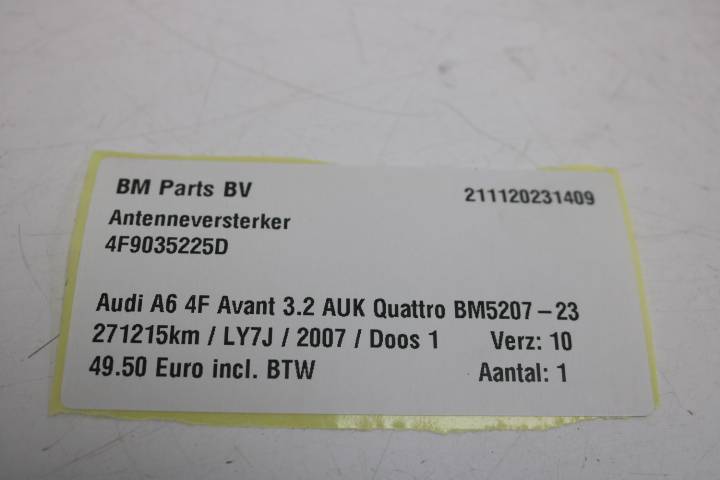 BM Parts BV 211120231409
Antenneversterker
4F9035225D
Audi A6 4F Avant 3.2 AUK Quattro BM5207-23
271215km / LY7J / 2007 / Doos 1 Verz: 10
49.50 Euro incl. BTW Aantal: 1